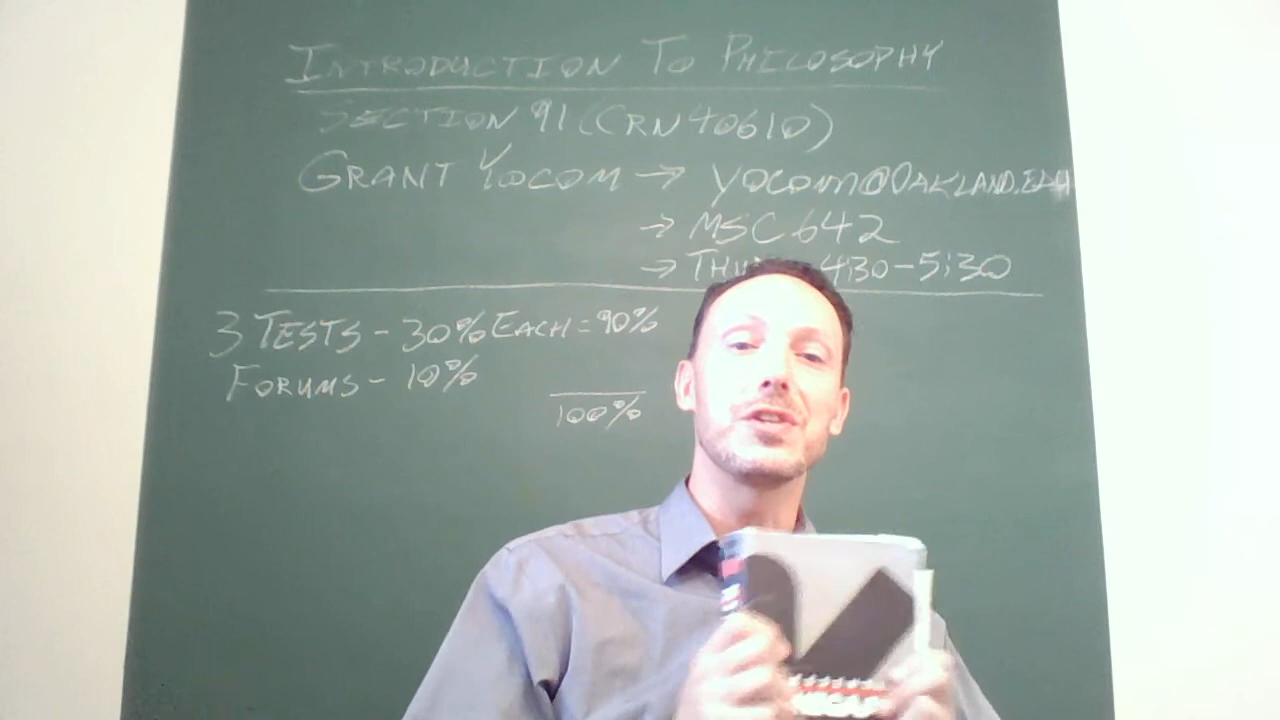 INTRODUCTION TO PHILOSOPHY
SECTION 91 (CRN 40610)
GRANT YOCOM → YOCOM@OAKLAND.EDU
→ MSC 642
→ 4:30-5:30
3 TESTS - 30% EACH = 90%
FORUMS - 10%
100%